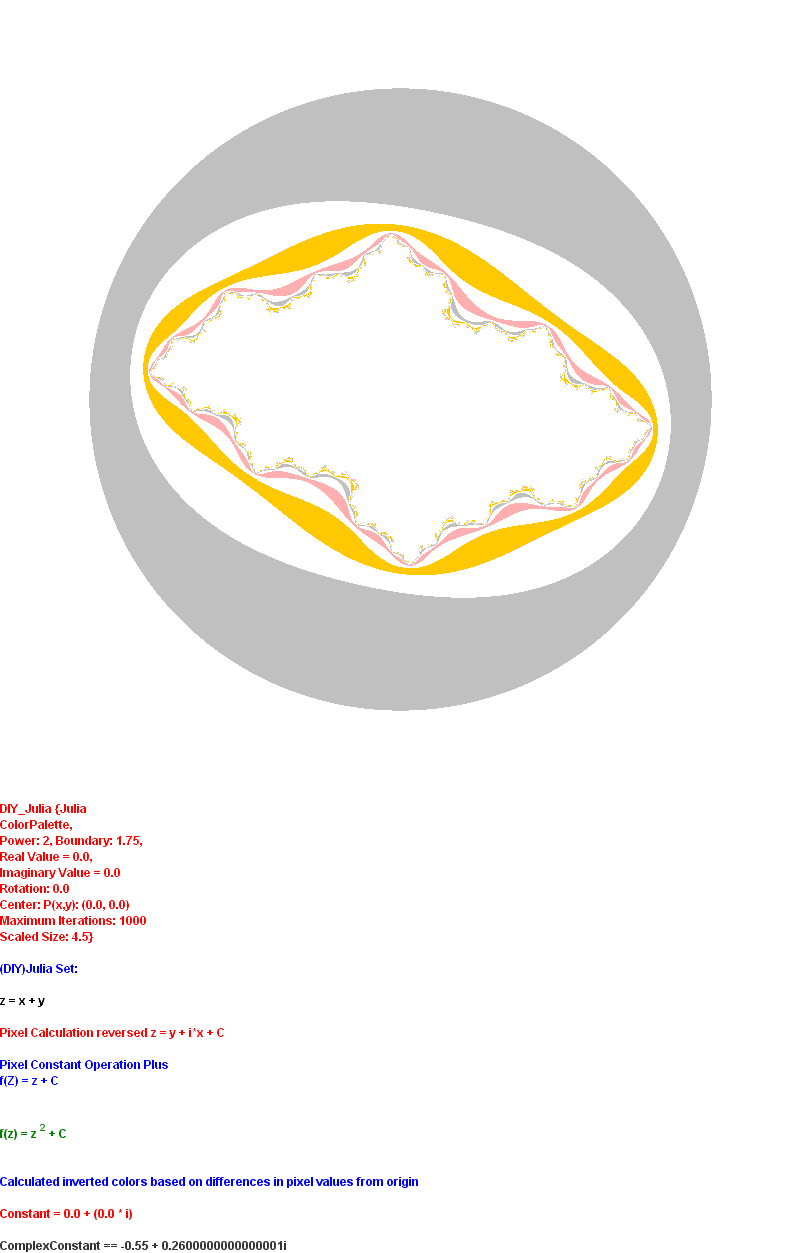 DIY_Julia {Julia
ColorPalette,
Power: 2, Boundary: 1.75,
Real Value = 0.0,
Imaginary Value = 0.0
Rotation: 0.0
Center: P(x,y): (0.0, 0.0)
Maximum Iterations: 1000
Scaled Size: 4.5}
(DIY)Julia Set:
z = x + y
Pixel Calculation reversed z = y + i*x + C
Pixel Constant Operation Plus
f(Z) = z + C
f(z) = z 2 + C
Calculated inverted colors based on differences in pixel values from origin
Constant = 0.0 + (0.0 * i)
ComplexConstant == -0.55 + 0.2600000000000001i